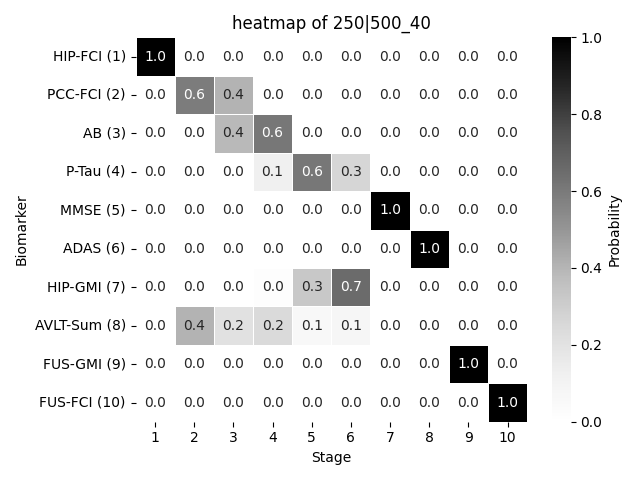 heatmap of 250|500_40
HIP-FCI (1) 1.0 0.0 0.0 0.0 0.0 0.0 0.0 0.0 0.0 0.0
PCC-FCI (2) 0.0 0.6 0.4 0.0 0.0 0.0 0.0 0.0 0.0 0.0
AB (3) 0.0 0.0 0.4 0.6 0.0 0.0 0.0 0.0 0.0 0.0
P-Tau (4) 0.0 0.0 0.0 0.1 0.6 0.3 0.0 0.0 0.0 0.0
MMSE (5) 0.0 0.0 0.0 0.0 0.0 0.0 1.0 0.0 0.0 0.0
ADAS (6) 0.0 0.0 0.0 0.0 0.0 0.0 0.0 1.0 0.0 0.0
HIP-GMI (7) 0.0 0.0 0.0 0.0 0.3 0.7 0.0 0.0 0.0 0.0
AVLT-Sum (8) 0.0 0.4 0.2 0.2 0.1 0.1 0.0 0.0 0.0 0.0
FUS-GMI (9) 0.0 0.0 0.0 0.0 0.0 0.0 0.0 0.0 1.0 0.0
FUS-FCI (10) 0.0 0.0 0.0 0.0 0.0 0.0 0.0 0.0 0.0 1.0
1 2 3 4 5 6 7 8 9 10
Stage
Biomarker
1.0
0.8
0.6
0.4
0.2
0.0
Probability